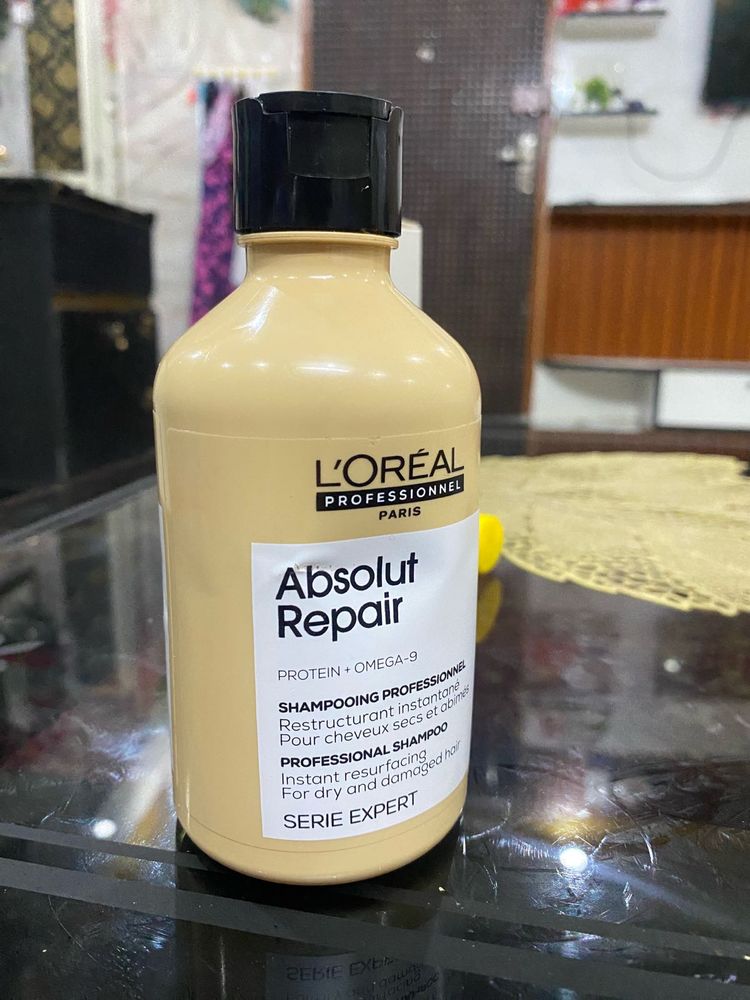 L'ORÉAL
PROFESSIONNEL
PARIS
Absolut
Repair
PROTEIN + OMEGA-9
SHAMPOOING PROFESSIONNEL
Restructurant instantané
Pour cheveux secs et abimés
PROFESSIONAL SHAMPOO
Instant resurfacing
For dry and damaged hair
SERIE EXPERT